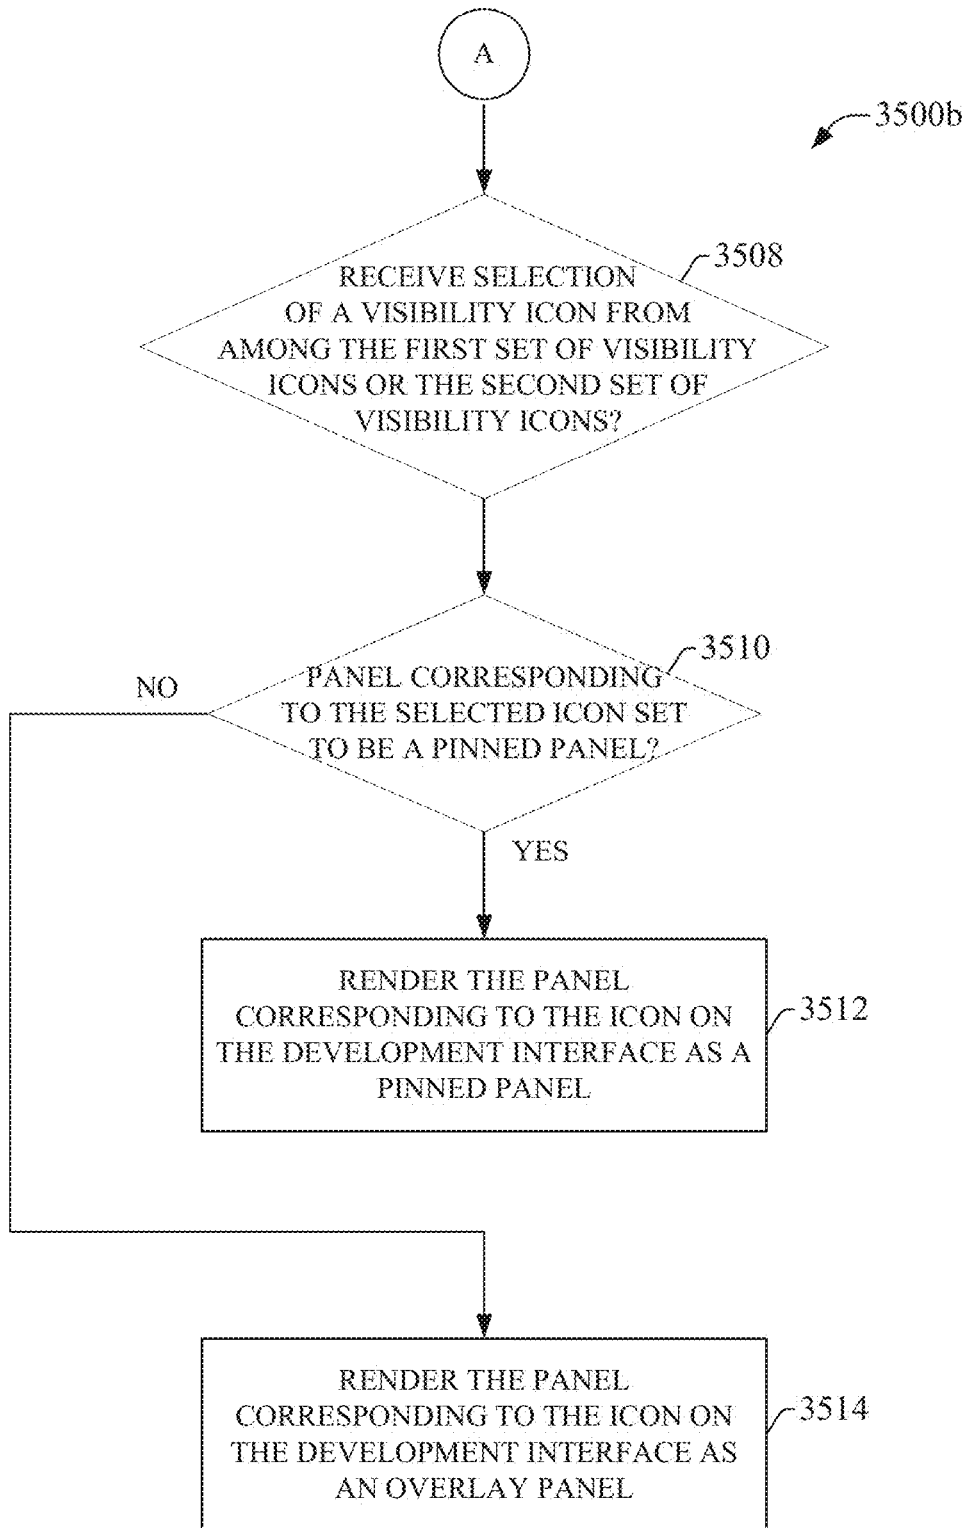 A
3500b
3508
RECEIVE SELECTION
OF A VISIBILITY ICON FROM
AMONG THE FIRST SET OF VISIBILITY
ICONS OR THE SECOND SET OF
VISIBILITY ICONS?
3510
PANEL CORRESPONDING
TO THE SELECTED ICON SET
TO BE A PINNED PANEL?
NO
YES
RENDER THE PANEL
CORRESPONDING TO THE ICON ON
THE DEVELOPMENT INTERFACE AS A
PINNED PANEL
3512
RENDER THE PANEL
CORRESPONDING TO THE ICON ON
THE DEVELOPMENT INTERFACE AS
AN OVERLAY PANEL
3514